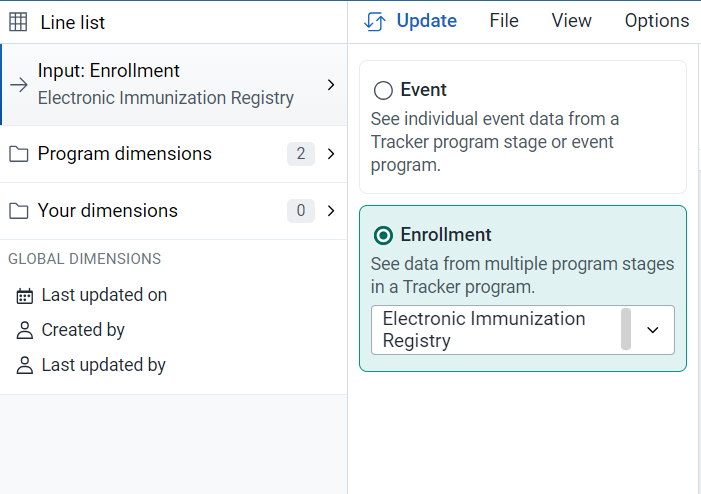 Line list
Update File View Options
Input: Enrollment
Electronic Immunization Registry
Program dimensions 2
Your dimensions 0
GLOBAL DIMENSIONS
Last updated on
Created by
Last updated by
Event
See individual event data from a
Tracker program stage or event
program.
Enrollment
See data from multiple program stages
in a Tracker program.
Electronic Immunization
Registry